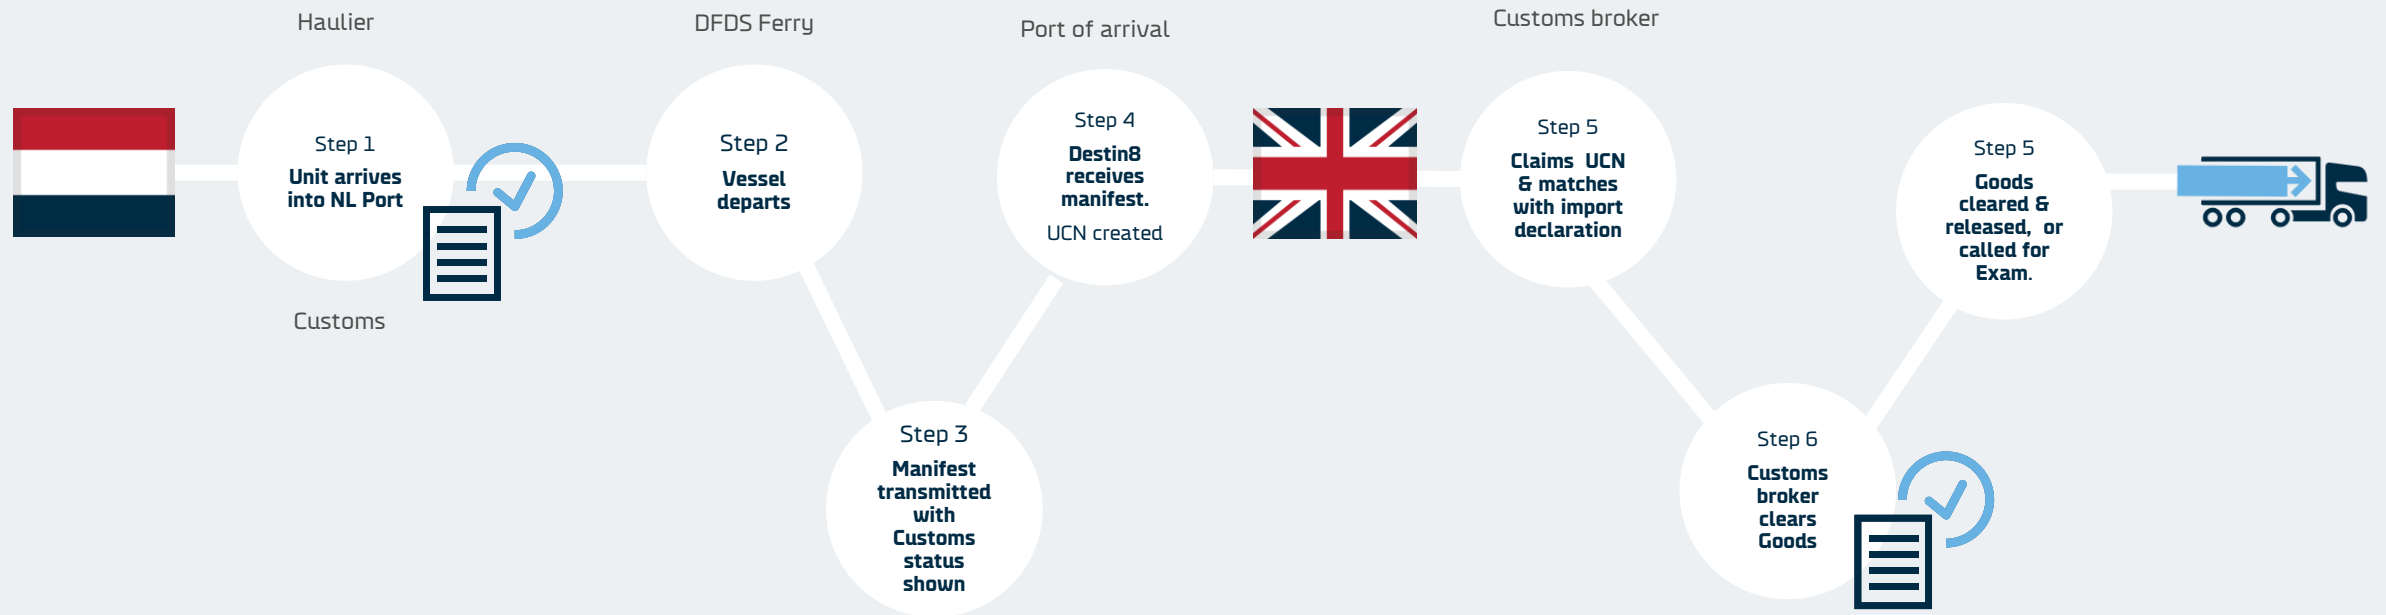 Haulier
Step 1
Unit arrives
into NL Port
Customs
DFDS Ferry
Step 2
Vessel
departs
Step 3
Manifest
transmitted
with
Customs
status
shown
Port of arrival
Step 4
Destin8
receives
manifest.
UCN created
Customs broker
Step 5
Claims UCN
& matches
with import
declaration
Step 6
Customs
broker
clears
Goods
Step 5
Goods
cleared &
released, or
called for
Exam.